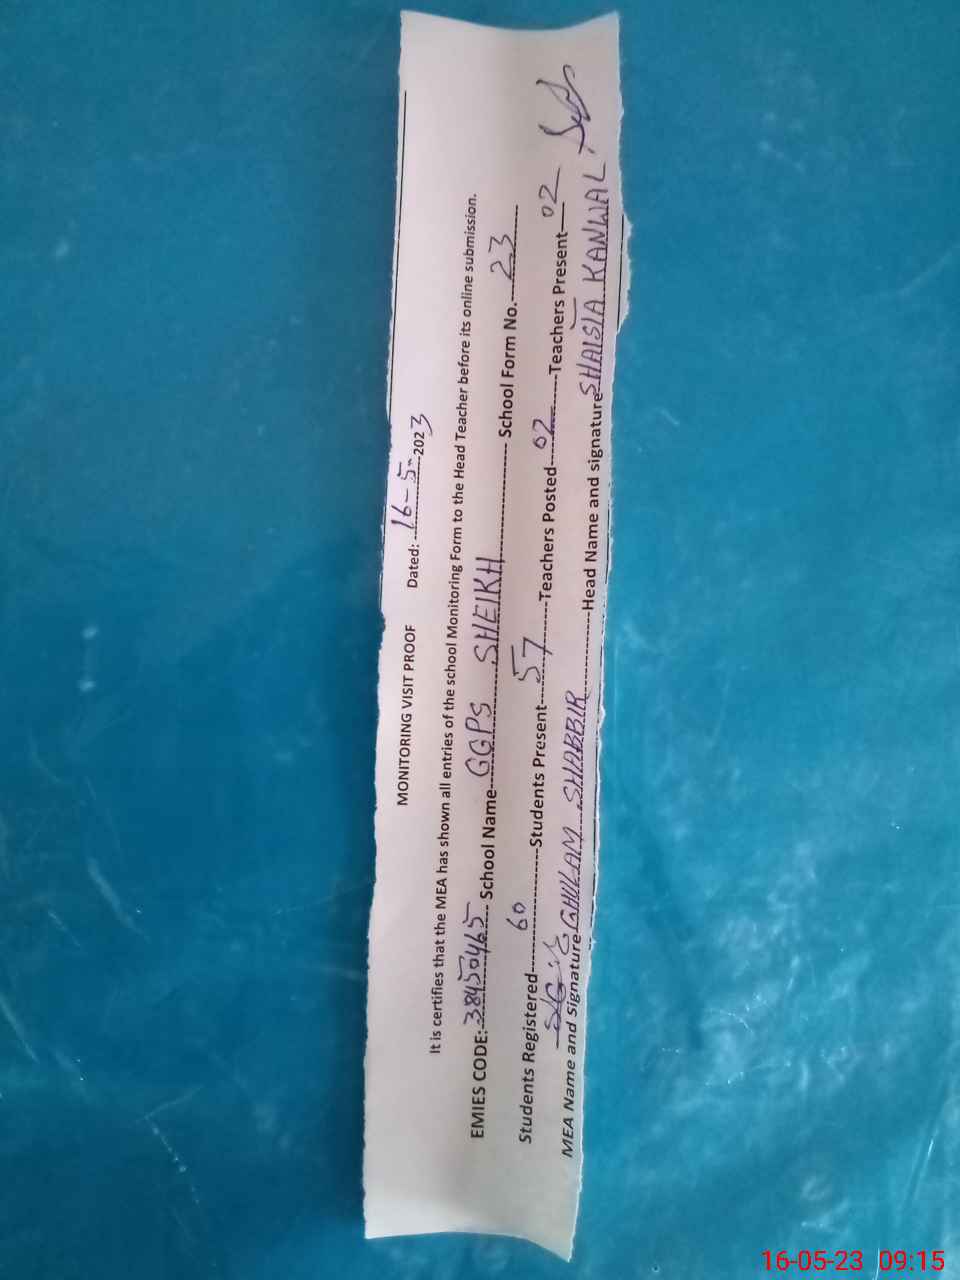 MONITORING VISIT PROOF Dated: 16-5-2023
It is certifies that the MEA has shown all entries of the school Monitoring Form to the Head Teacher before its online submission.
EMIES CODE: 38450465 School Name GGPS SHEIKH School Form No. 23
Students Registered 60 Students Present 57 Teachers Posted 02 Teachers Present 02
MEA Name and signature GHULAM SHABBIR Head Name and signature SHAISTA KANWAL
16-05-23 09:15